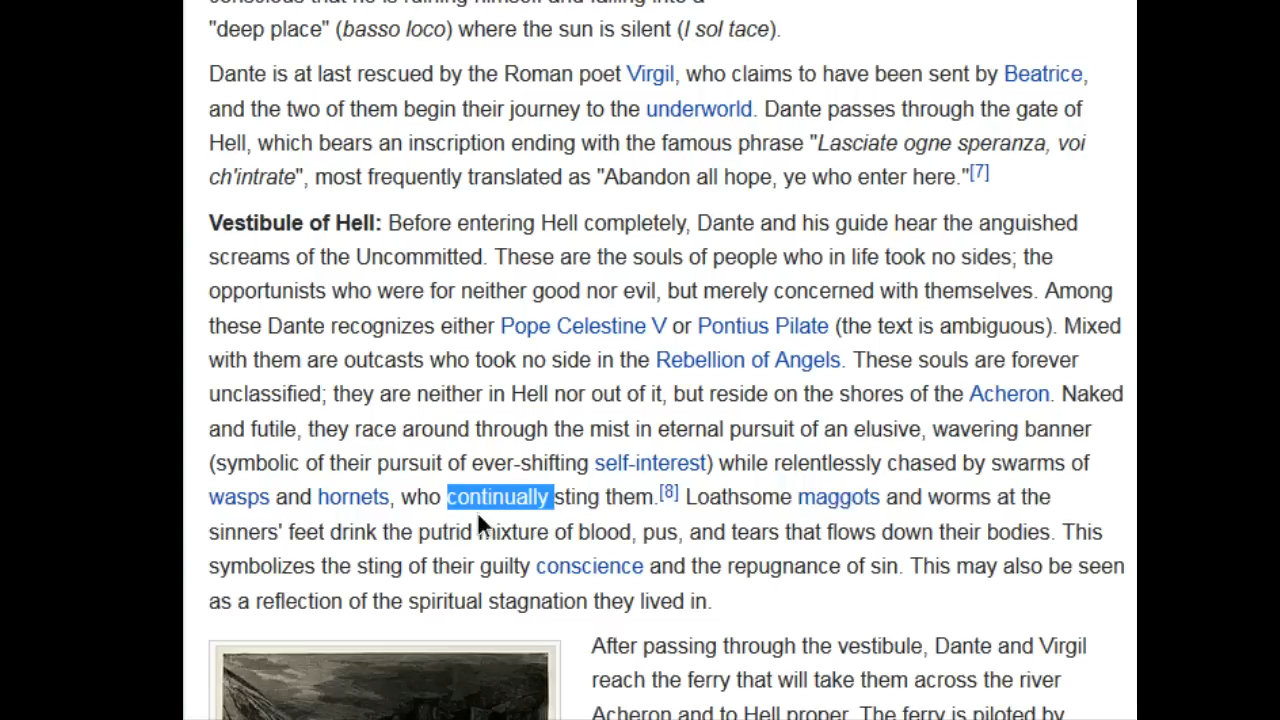 "deep place" (basso loco) where the sun is silent (l sol tace).
Dante is at last rescued by the Roman poet Virgil, who claims to have been sent by Beatrice,
and the two of them begin their journey to the underworld. Dante passes through the gate of
Hell, which bears an inscription ending with the famous phrase "Lasciate ogne speranza, voi
ch'intrate", most frequently translated as "Abandon all hope, ye who enter here."[7]
Vestibule of Hell: Before entering Hell completely, Dante and his guide hear the anguished
screams of the Uncommitted. These are the souls of people who in life took no sides; the
opportunists who were for neither good nor evil, but merely concerned with themselves. Among
these Dante recognizes either Pope Celestine V or Pontius Pilate (the text is ambiguous). Mixed
with them are outcasts who took no side in the Rebellion of Angels. These souls are forever
unclassified; they are neither in Hell nor out of it, but reside on the shores of the Acheron. Naked
and futile, they race around through the mist in eternal pursuit of an elusive, wavering banner
(symbolic of their pursuit of ever-shifting self-interest) while relentlessly chased by swarms of
wasps and hornets, who continually sting them.[8] Loathsome maggots and worms at the
sinners' feet drink the putrid mixture of blood, pus, and tears that flows down their bodies. This
symbolizes the sting of their guilty conscience and the repugnance of sin. This may also be seen
as a reflection of the spiritual stagnation they lived in.
After passing through the vestibule, Dante and Virgil
reach the ferry that will take them across the river
Acheron and to Hell proper. The ferry is piloted by